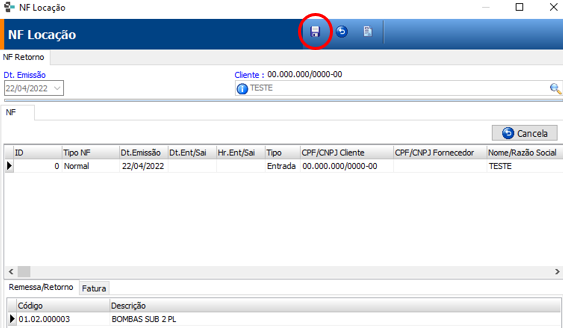 NF Locação
NF Locação
NF Retorno
Dt. Emissão
Cliente : 00.000.000/0000-00
22/04/2022
TESTE
NF
Cancela
ID Tipo NF Dt.Emissão Dt.Ent/Sai Hr.Ent/Sai Tipo CPF/CNPJ Cliente CPF/CNPJ Fornecedor Nome/Razão Social
0 Normal 22/04/2022 Entrada 00.000.000/0000-00 TESTE
Remessa/Retorno Fatura
Código Descrição
01.02.000003 BOMBAS SUB 2 PL